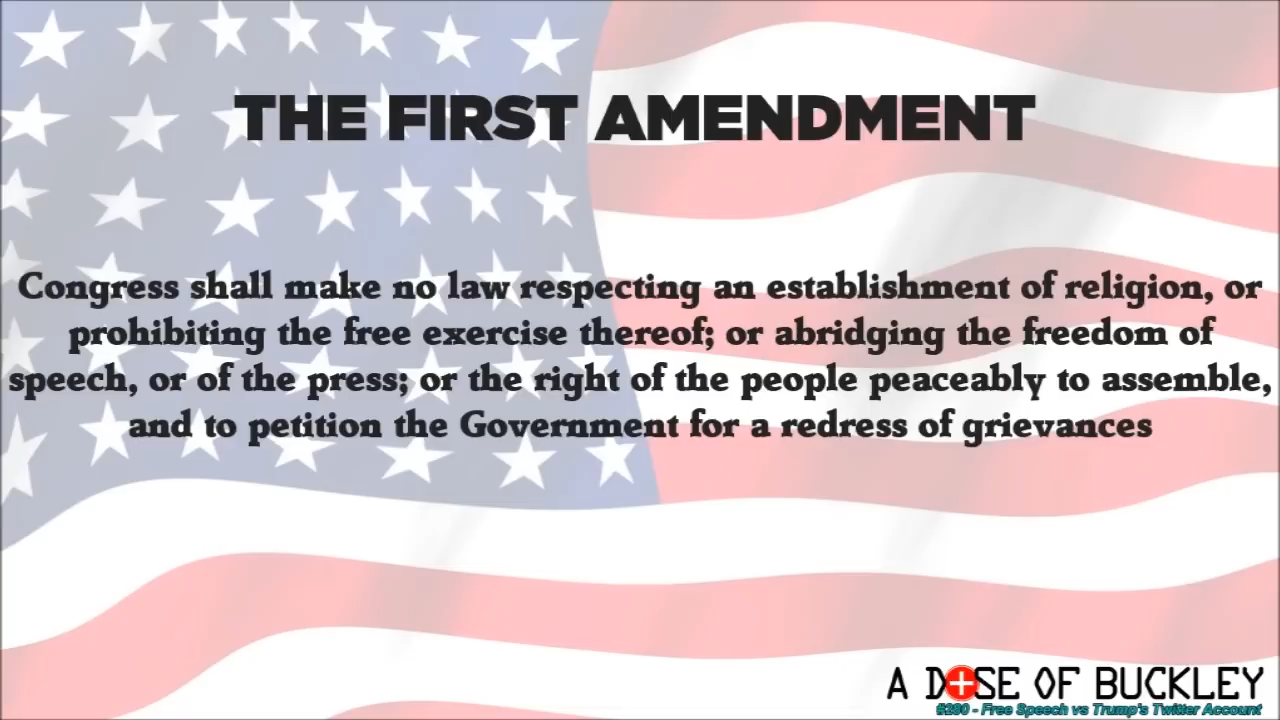 THE FIRST AMENDMENT
Congress shall make no law respecting an establishment of religion, or
prohibiting the free exercise thereof; or abridging the freedom of
speech, or of the press; or the right of the people peaceably to assemble,
and to petition the Government for a redress of grievances
A DOSE OF BUCKLEY
#280 - Free Speech vs Trump's Twitter Account